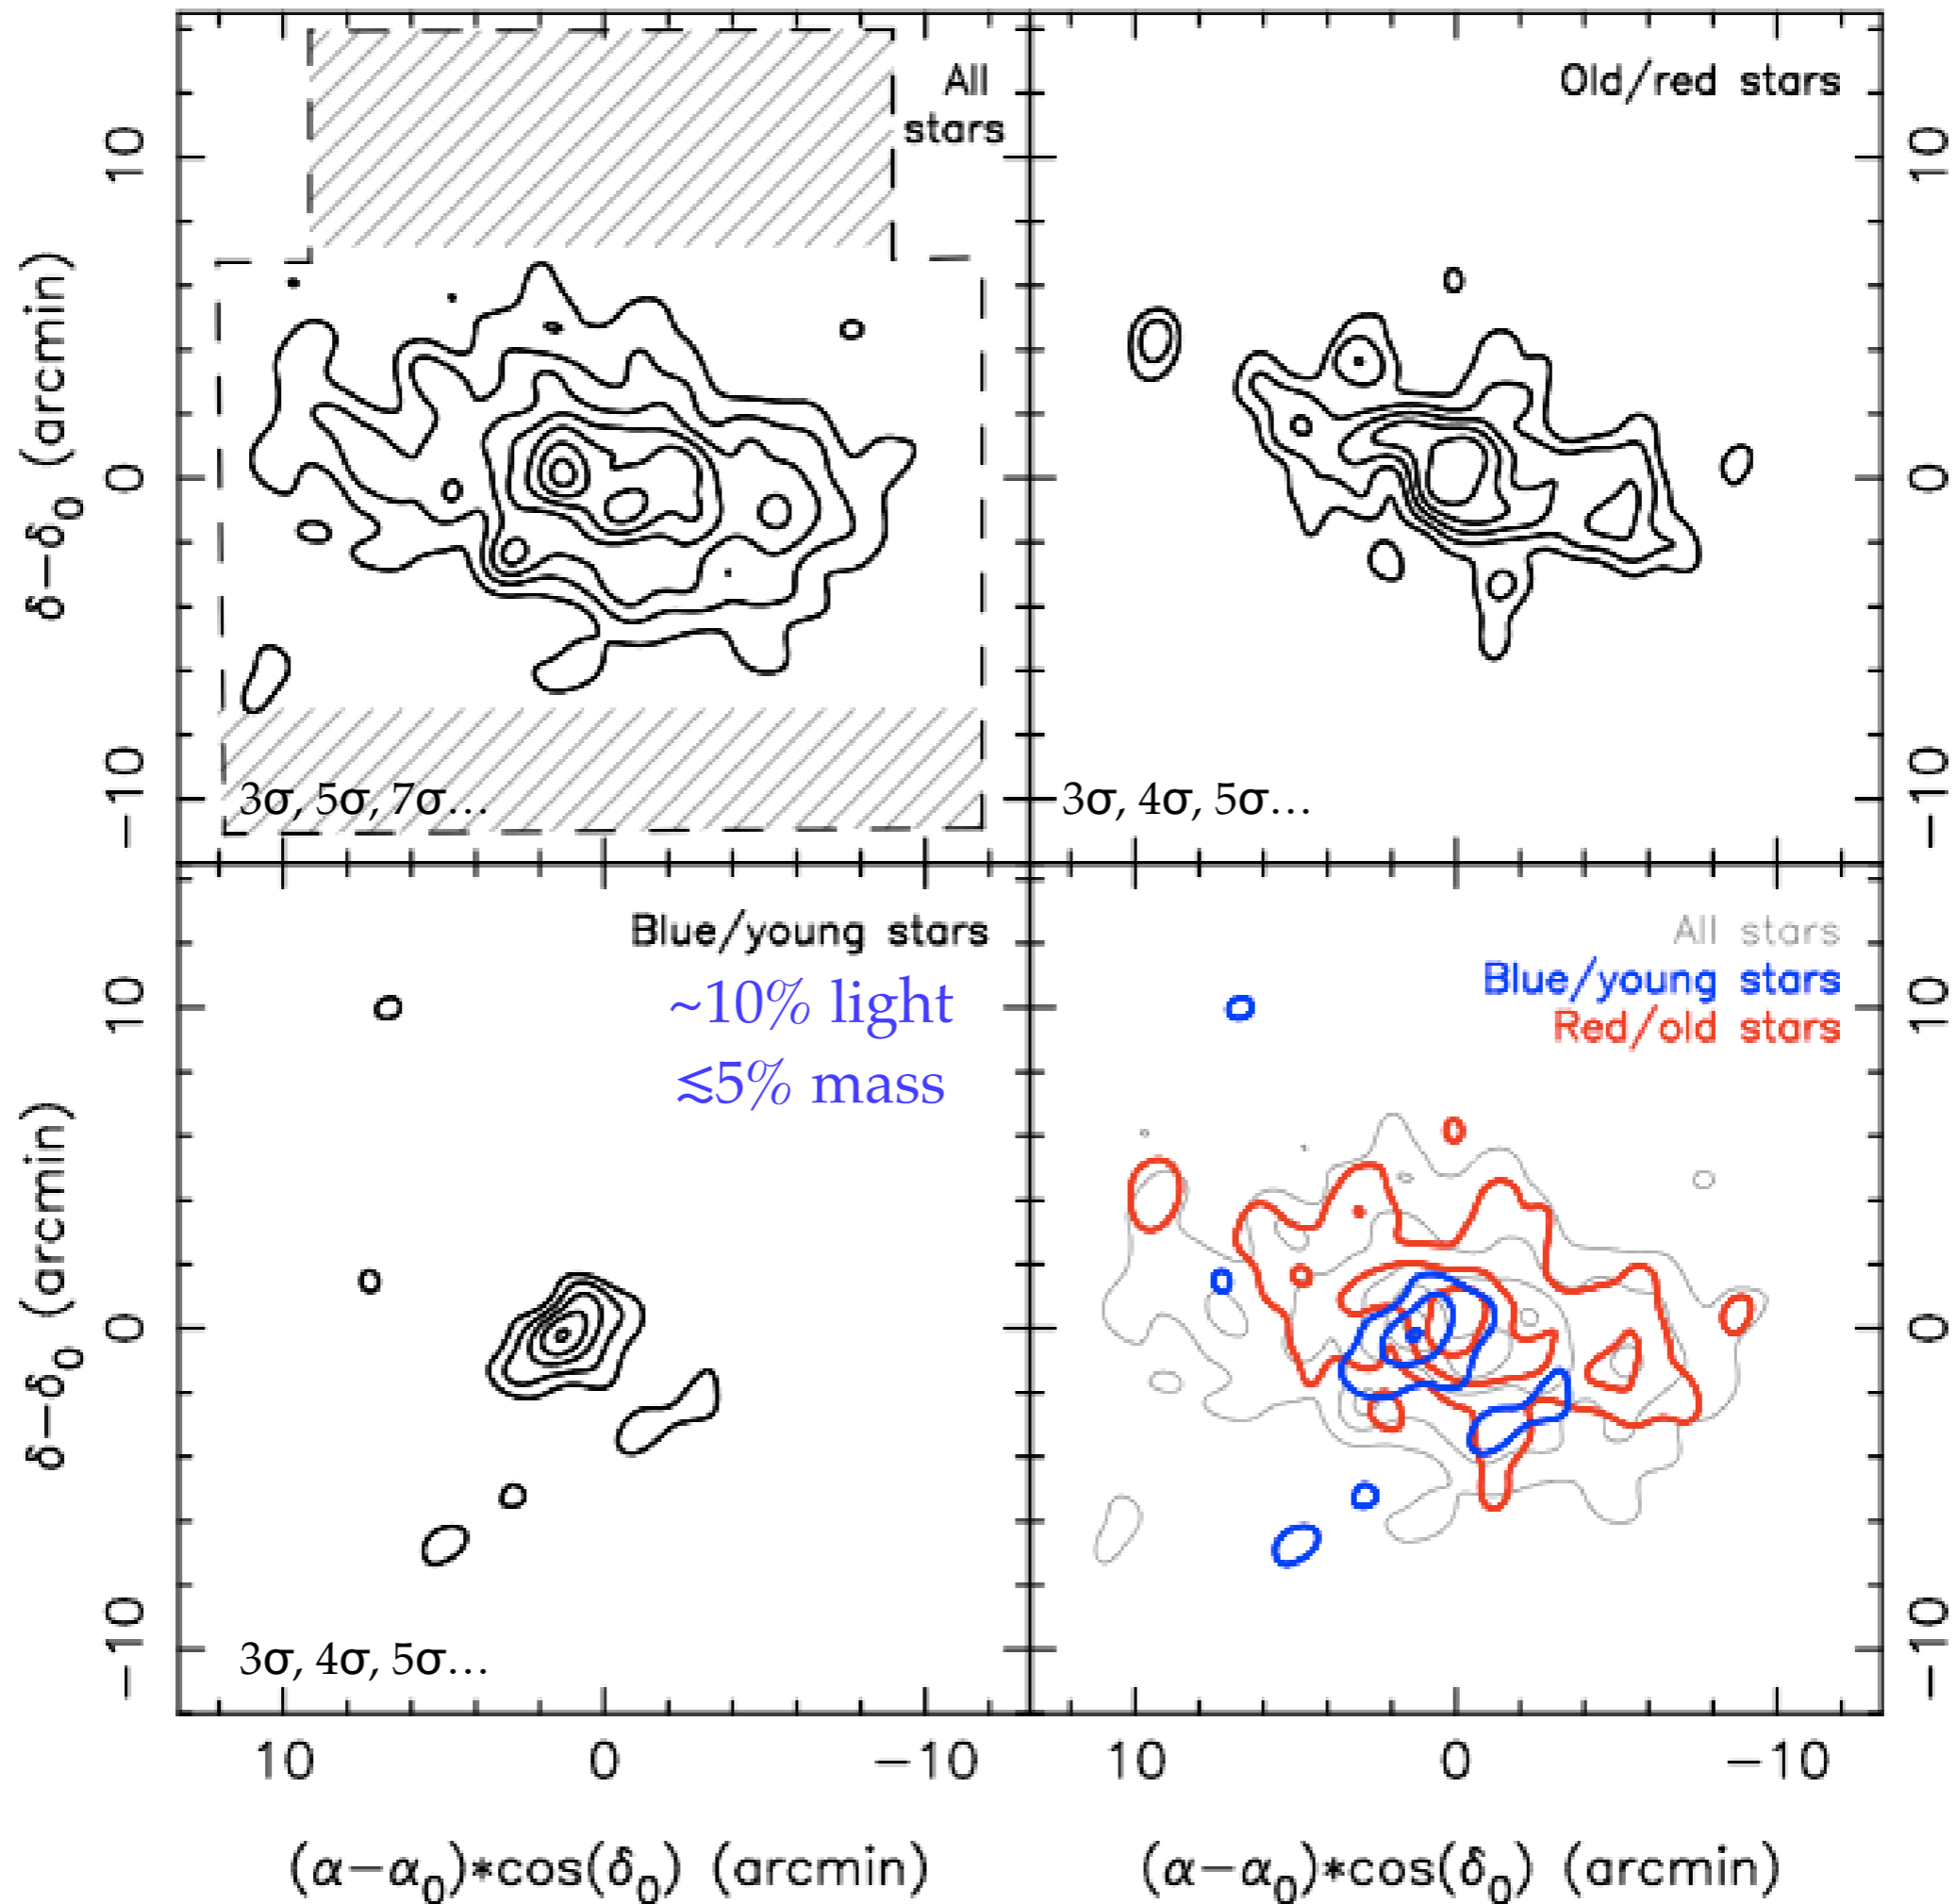 All
stars
10
0
−10
δ−δ₀ (arcmin)
3σ, 5σ, 7σ...
Old/red stars
10
0
−10
3σ, 4σ, 5σ...
Blue/young stars
~10% light
≲5% mass
10
0
−10
δ−δ₀ (arcmin)
3σ, 4σ, 5σ...
All stars
Blue/young stars
Red/old stars
10
0
−10
10 0 −10
10 0 −10
(α−α₀)*cos(δ₀) (arcmin)
(α−α₀)*cos(δ₀) (arcmin)